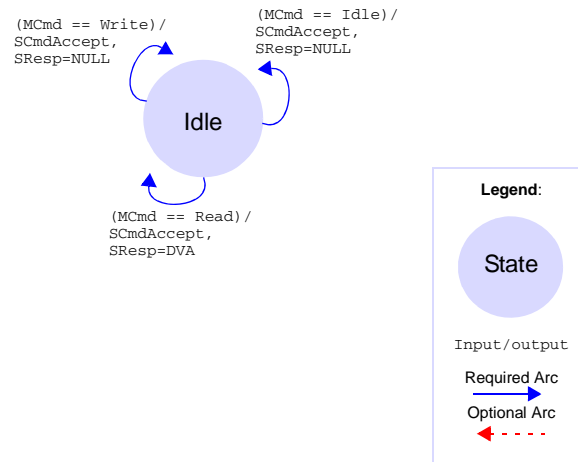 (MCmd == Write)/
SCmdAccept,
SResp=NULL
(MCmd == Idle)/
SCmdAccept,
SResp=NULL
Idle
(MCmd == Read)/
SCmdAccept,
SResp=DVA
Legend:
State
Input/output
Required Arc
Optional Arc